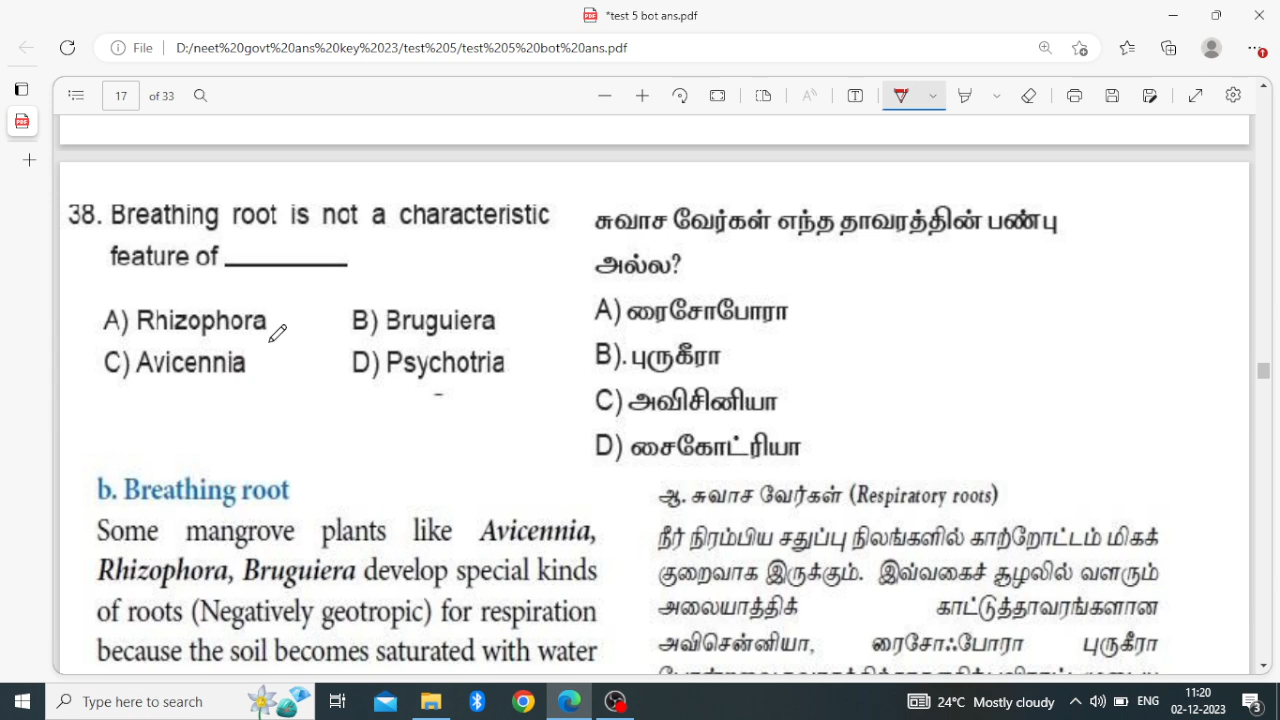 *test 5 bot ans.pdf
File
D:/neet%20govt%20ans%20key%2023/test%205/test%205%20bot%20ans.pdf
17 of 33
38. Breathing root is not a characteristic
feature of __________
A) Rhizophora B) Bruguiera
C) Avicennia D) Psychotria
சுவாச வேர்கள் எந்த தாவரத்தின் பண்பு
அல்ல?
A) ரைசோபோரா
B). புருகீரா
C) அவிசினியா
D) சைகோட்ரியா
b. Breathing root
Some mangrove plants like Avicennia,
Rhizophora, Bruguiera develop special kinds
of roots (Negatively geotropic) for respiration
because the soil becomes saturated with water
ஆ. சுவாச வேர்கள் (Respiratory roots)
நீர் நிரம்பிய சதுப்பு நிலங்களில் காற்றோட்டம் மிகக்
குறைவாக இருக்கும். இவ்வகைச் சூழலில் வளரும்
அலையாத்திக் காட்டுத்தாவரங்களான
அவிசென்னியா, ரைசோஃபோரா புருகீரா
Type here to search
24°C Mostly cloudy
ENG
11:20
02-12-2023
3